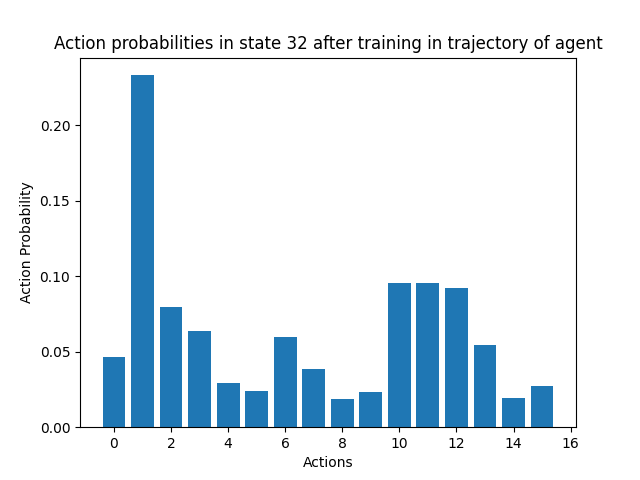 Action probabilities in state 32 after training in trajectory of agent
Action Probability
0.20
0.15
0.10
0.05
0.00
0 2 4 6 8 10 12 14 16
Actions